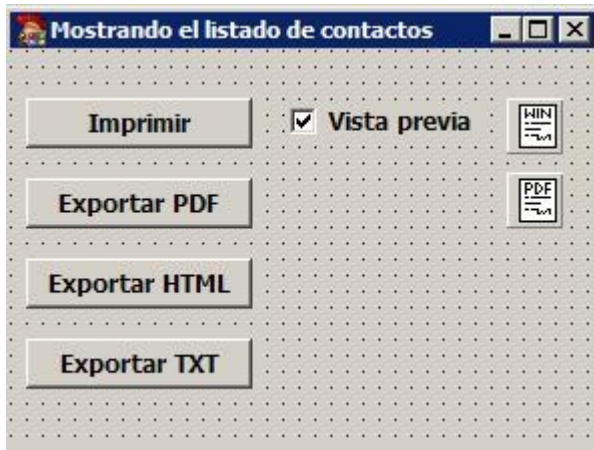 Mostrando el listado de contactos
Imprimir
Vista previa
WIN
Exportar PDF
PDF
Exportar HTML
Exportar TXT